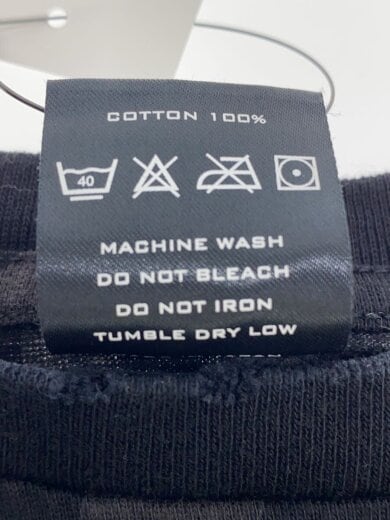 COTTON 100%
40
MACHINE WASH
DO NOT BLEACH
DO NOT IRON
TUMBLE DRY LOW